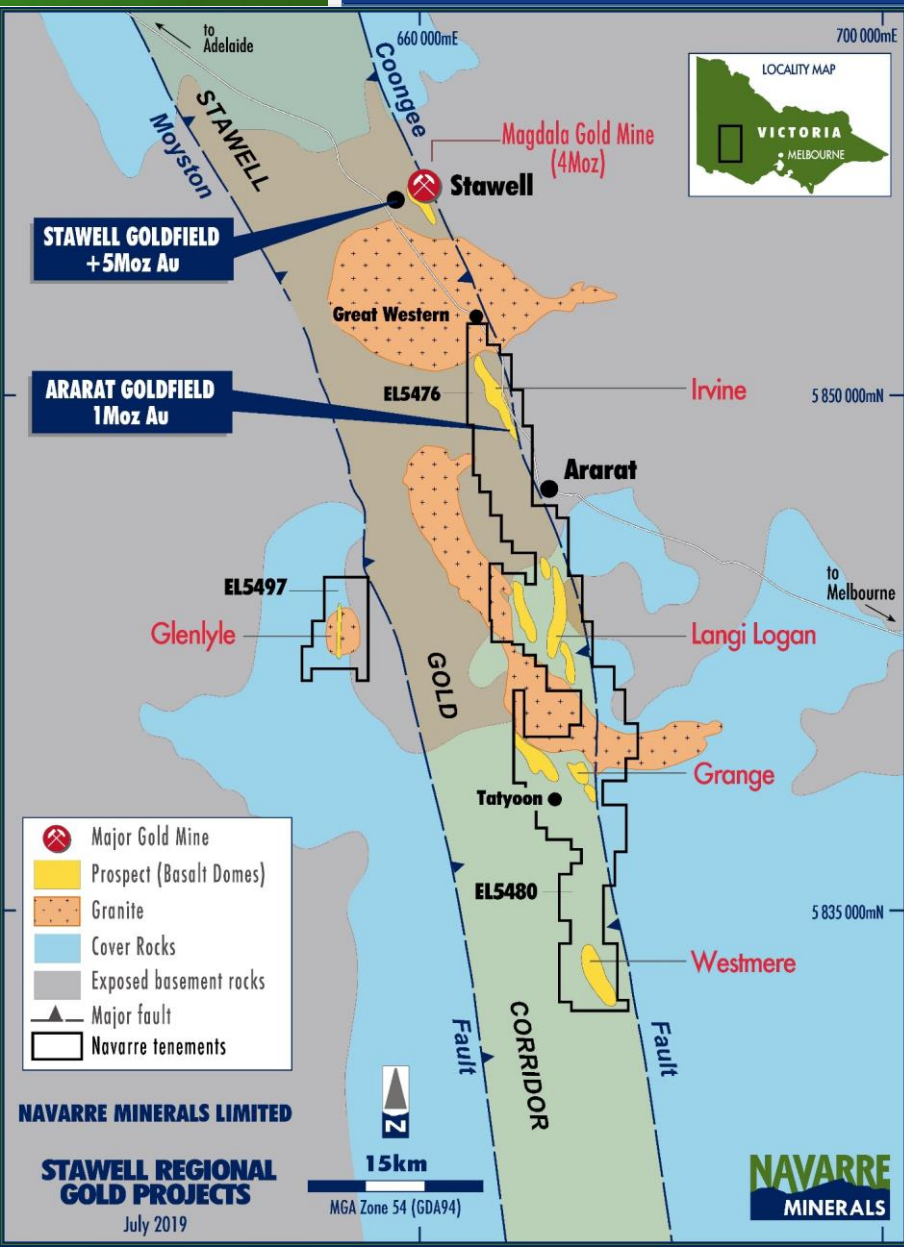 660 000mE
700 000mE
to
Adelaide
LOCALITY MAP
VICTORIA
MELBOURNE
Coongee
STAWELL
Moyston
Magdala Gold Mine
(4Moz)
Stawell
STAWELL GOLDFIELD
+5Moz Au
Great Western
ARARAT GOLDFIELD
1Moz Au
EL5476
Irvine
5 850 000mN
Ararat
to
Melbourne
EL5497
Glenlyle
Langi Logan
GOLD
Grange
Tatyoon
EL5480
5 835 000mN
Westmere
Fault
CORRIDOR
Fault
Major Gold Mine
Prospect (Basalt Domes)
Granite
Cover Rocks
Exposed basement rocks
Major fault
Navarre tenements
NAVARRE MINERALS LIMITED
STAWELL REGIONAL
GOLD PROJECTS
July 2019
N
15km
MGA Zone 54 (GDA94)
NAVARRE
MINERALS